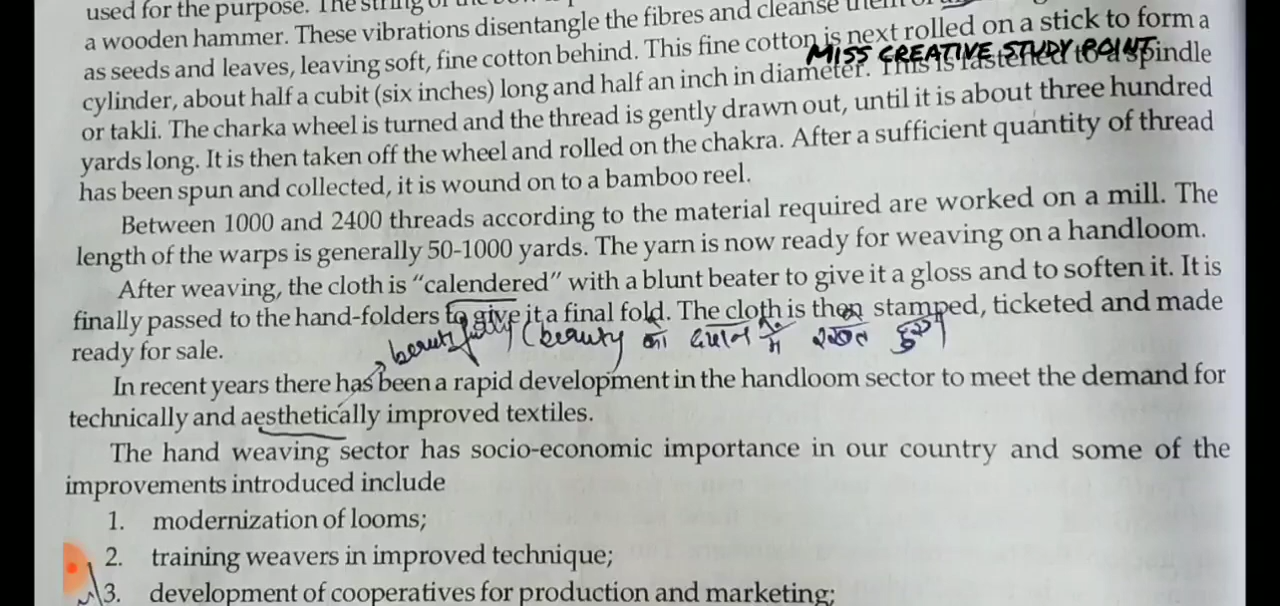 used for the purpose. The string of the
a wooden hammer. These vibrations disentangle the fibres and cleanse them of
as seeds and leaves, leaving soft, fine cotton behind. This fine cotton is next rolled on a stick to form a
MISS CREATIVE STUDY POINT
cylinder, about half a cubit (six inches) long and half an inch in diameter. This is fastened to a spindle
or takli. The charka wheel is turned and the thread is gently drawn out, until it is about three hundred
yards long. It is then taken off the wheel and rolled on the chakra. After a sufficient quantity of thread
has been spun and collected, it is wound on to a bamboo reel.
Between 1000 and 2400 threads according to the material required are worked on a mill. The
length of the warps is generally 50-1000 yards. The yarn is now ready for weaving on a handloom.
After weaving, the cloth is "calendered" with a blunt beater to give it a gloss and to soften it. It is
finally passed to the hand-folders to give it a final fold. The cloth is then stamped, ticketed and made
ready for sale.
beautifully (beauty का ध्यान में रखते हुए)
In recent years there has been a rapid development in the handloom sector to meet the demand for
technically and aesthetically improved textiles.
The hand weaving sector has socio-economic importance in our country and some of the
improvements introduced include
1. modernization of looms;
2. training weavers in improved technique;
3. development of cooperatives for production and marketing;